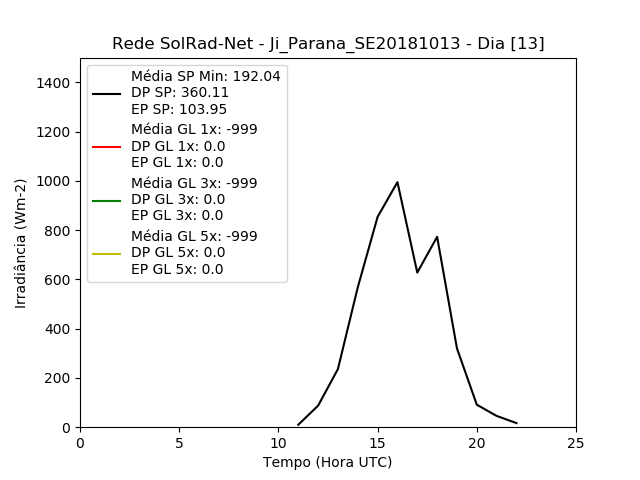 Rede SolRad-Net - Ji_Parana_SE20181013 - Dia [13]
Média SP Min: 192.04
DP SP: 360.11
EP SP: 103.95
Média GL 1x: -999
DP GL 1x: 0.0
EP GL 1x: 0.0
Média GL 3x: -999
DP GL 3x: 0.0
EP GL 3x: 0.0
Média GL 5x: -999
DP GL 5x: 0.0
EP GL 5x: 0.0
Irradiância (Wm-2)
1400
1200
1000
800
600
400
200
0
0 5 10 15 20 25
Tempo (Hora UTC)